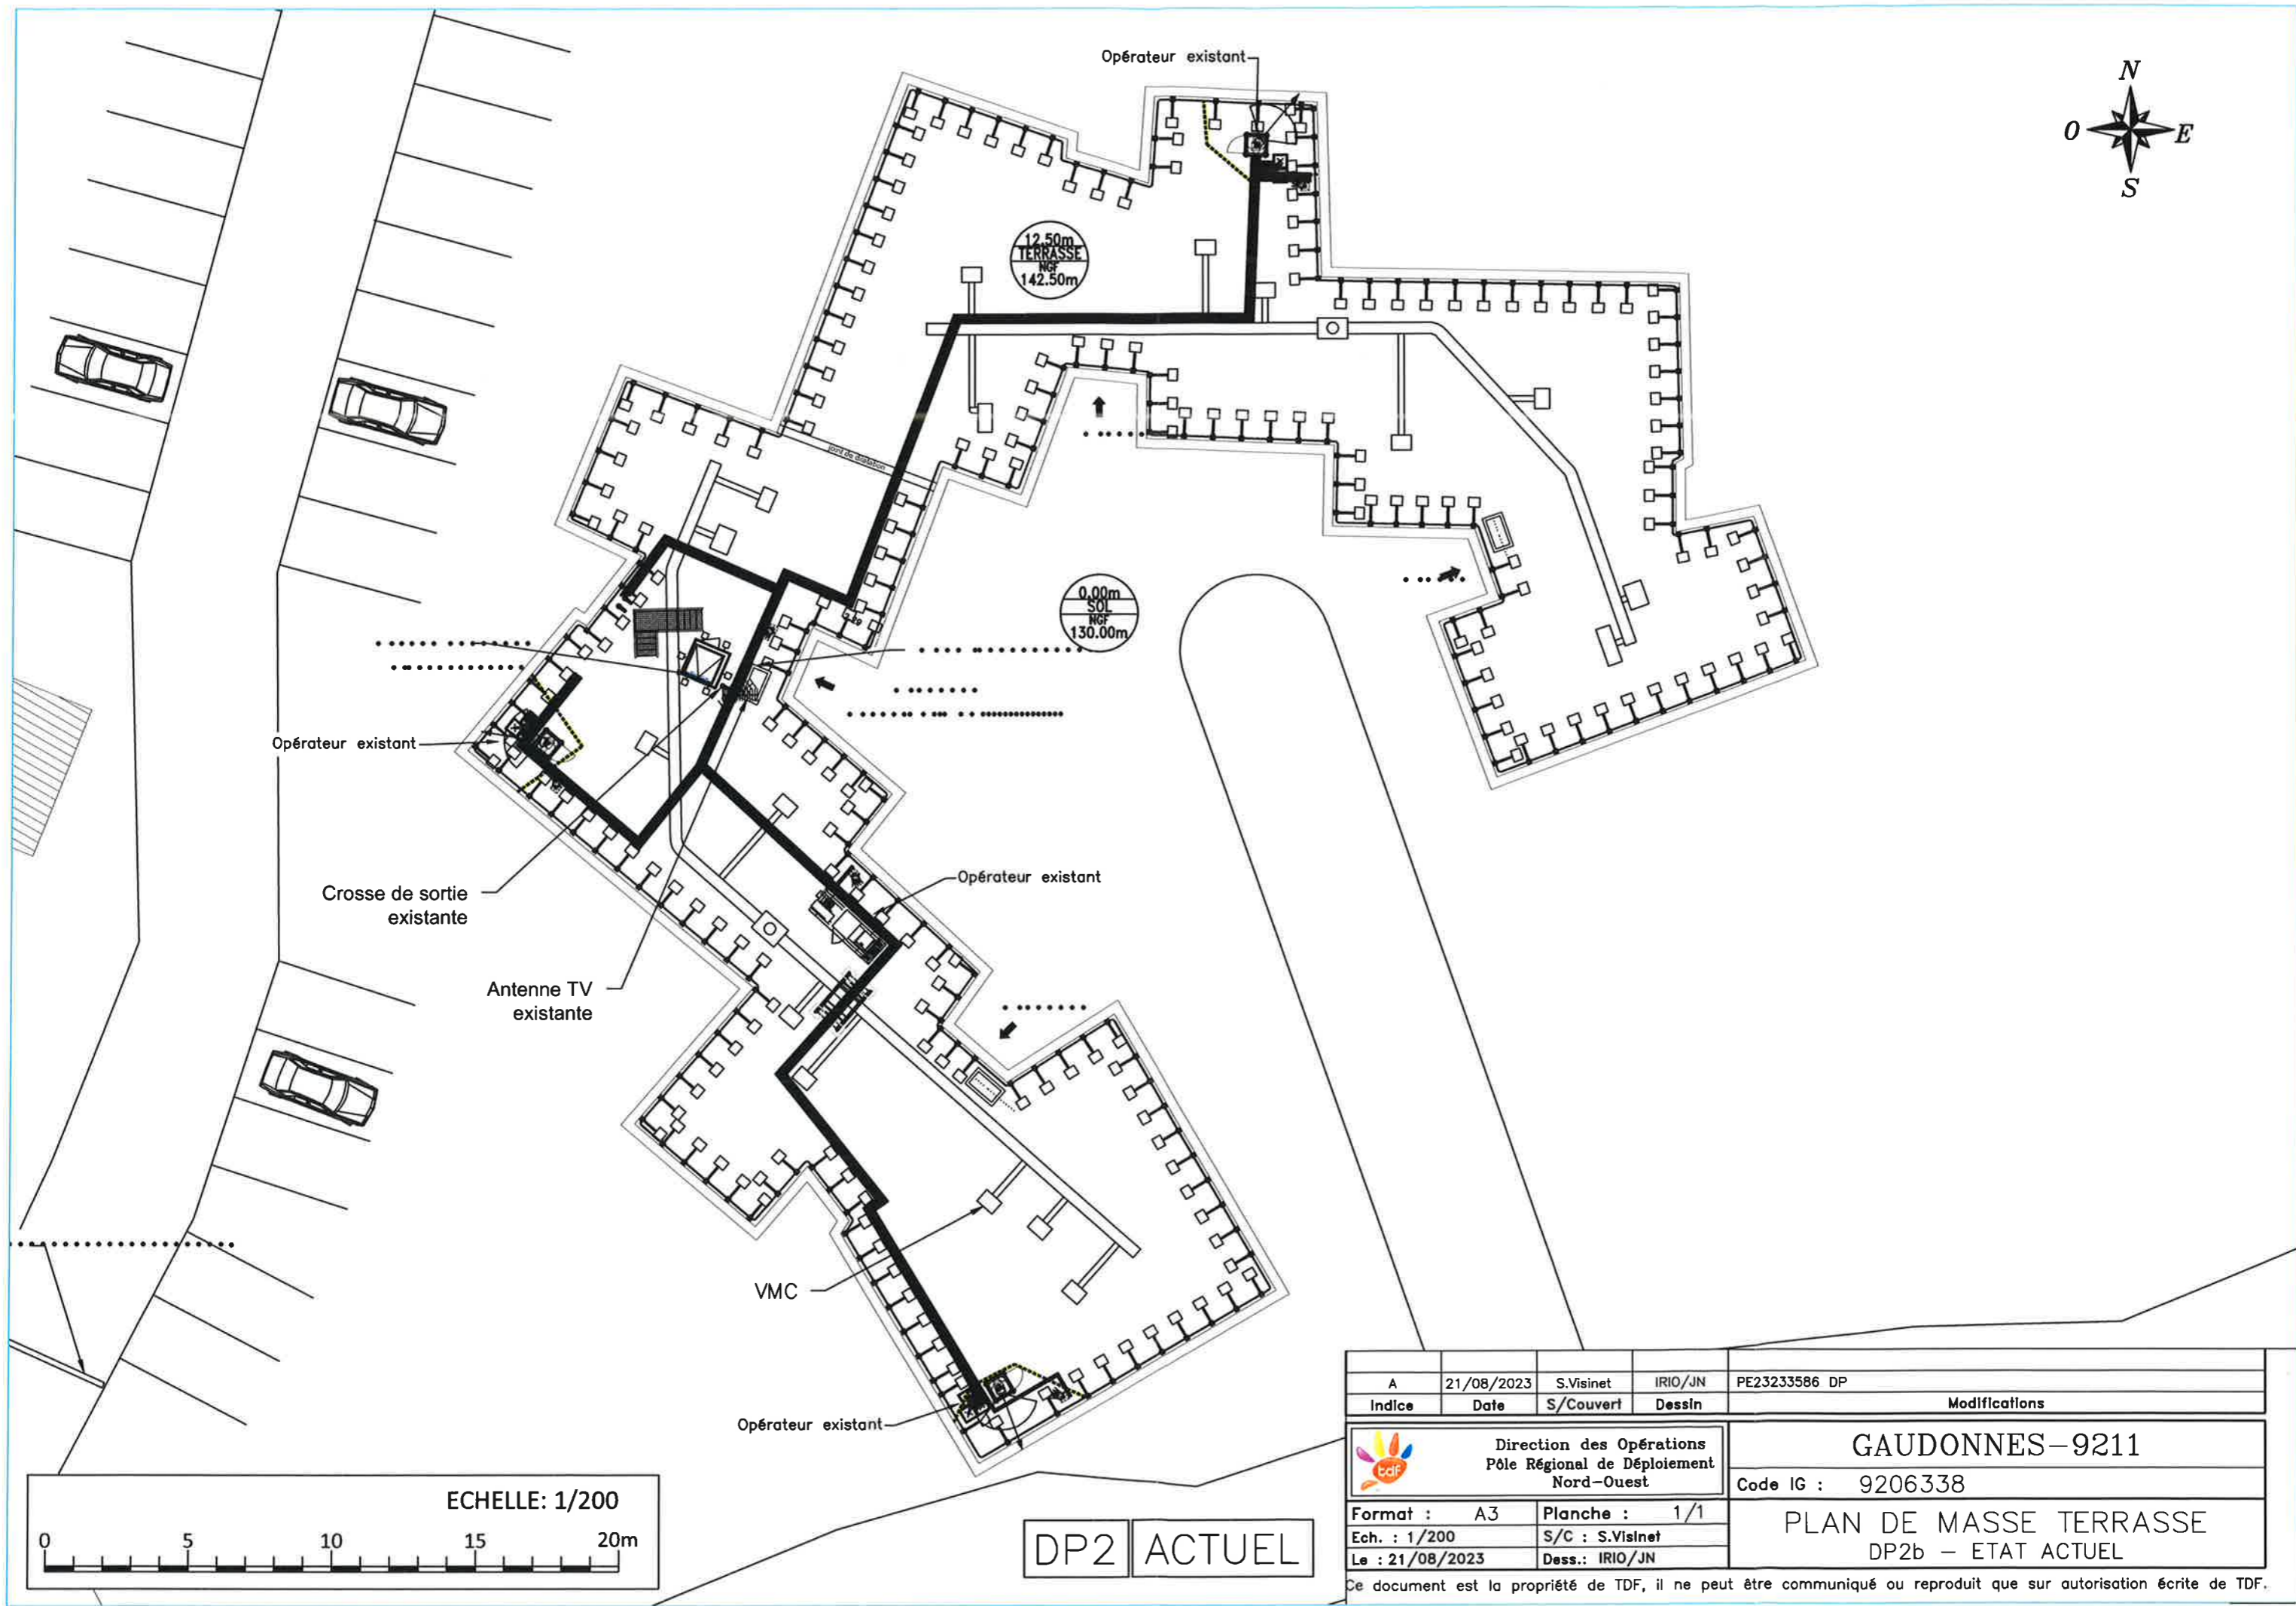 Opérateur existant
N
O
E
S
12.50m
TERRASSE
NGF
142.50m
joint de dilatation
0.00m
SOL
NGF
130.00m
Opérateur existant
Crosse de sortie
existante
Opérateur existant
Antenne TV
existante
VMC
Opérateur existant
ECHELLE: 1/200
0 5 10 15 20m
DP2 ACTUEL
A 21/08/2023 S.Visinet IRIO/JN PE23233586 DP
Indice Date S/Couvert Dessin Modifications
tdf
Direction des Opérations
Pôle Régional de Déploiement
Nord-Ouest
GAUDONNES-9211
Code IG : 9206338
Format : A3 Planche : 1/1
Ech. : 1/200 S/C : S.Visinet
Le : 21/08/2023 Dess.: IRIO/JN
PLAN DE MASSE TERRASSE
DP2b - ETAT ACTUEL
Ce document est la propriété de TDF, il ne peut être communiqué ou reproduit que sur autorisation écrite de TDF.